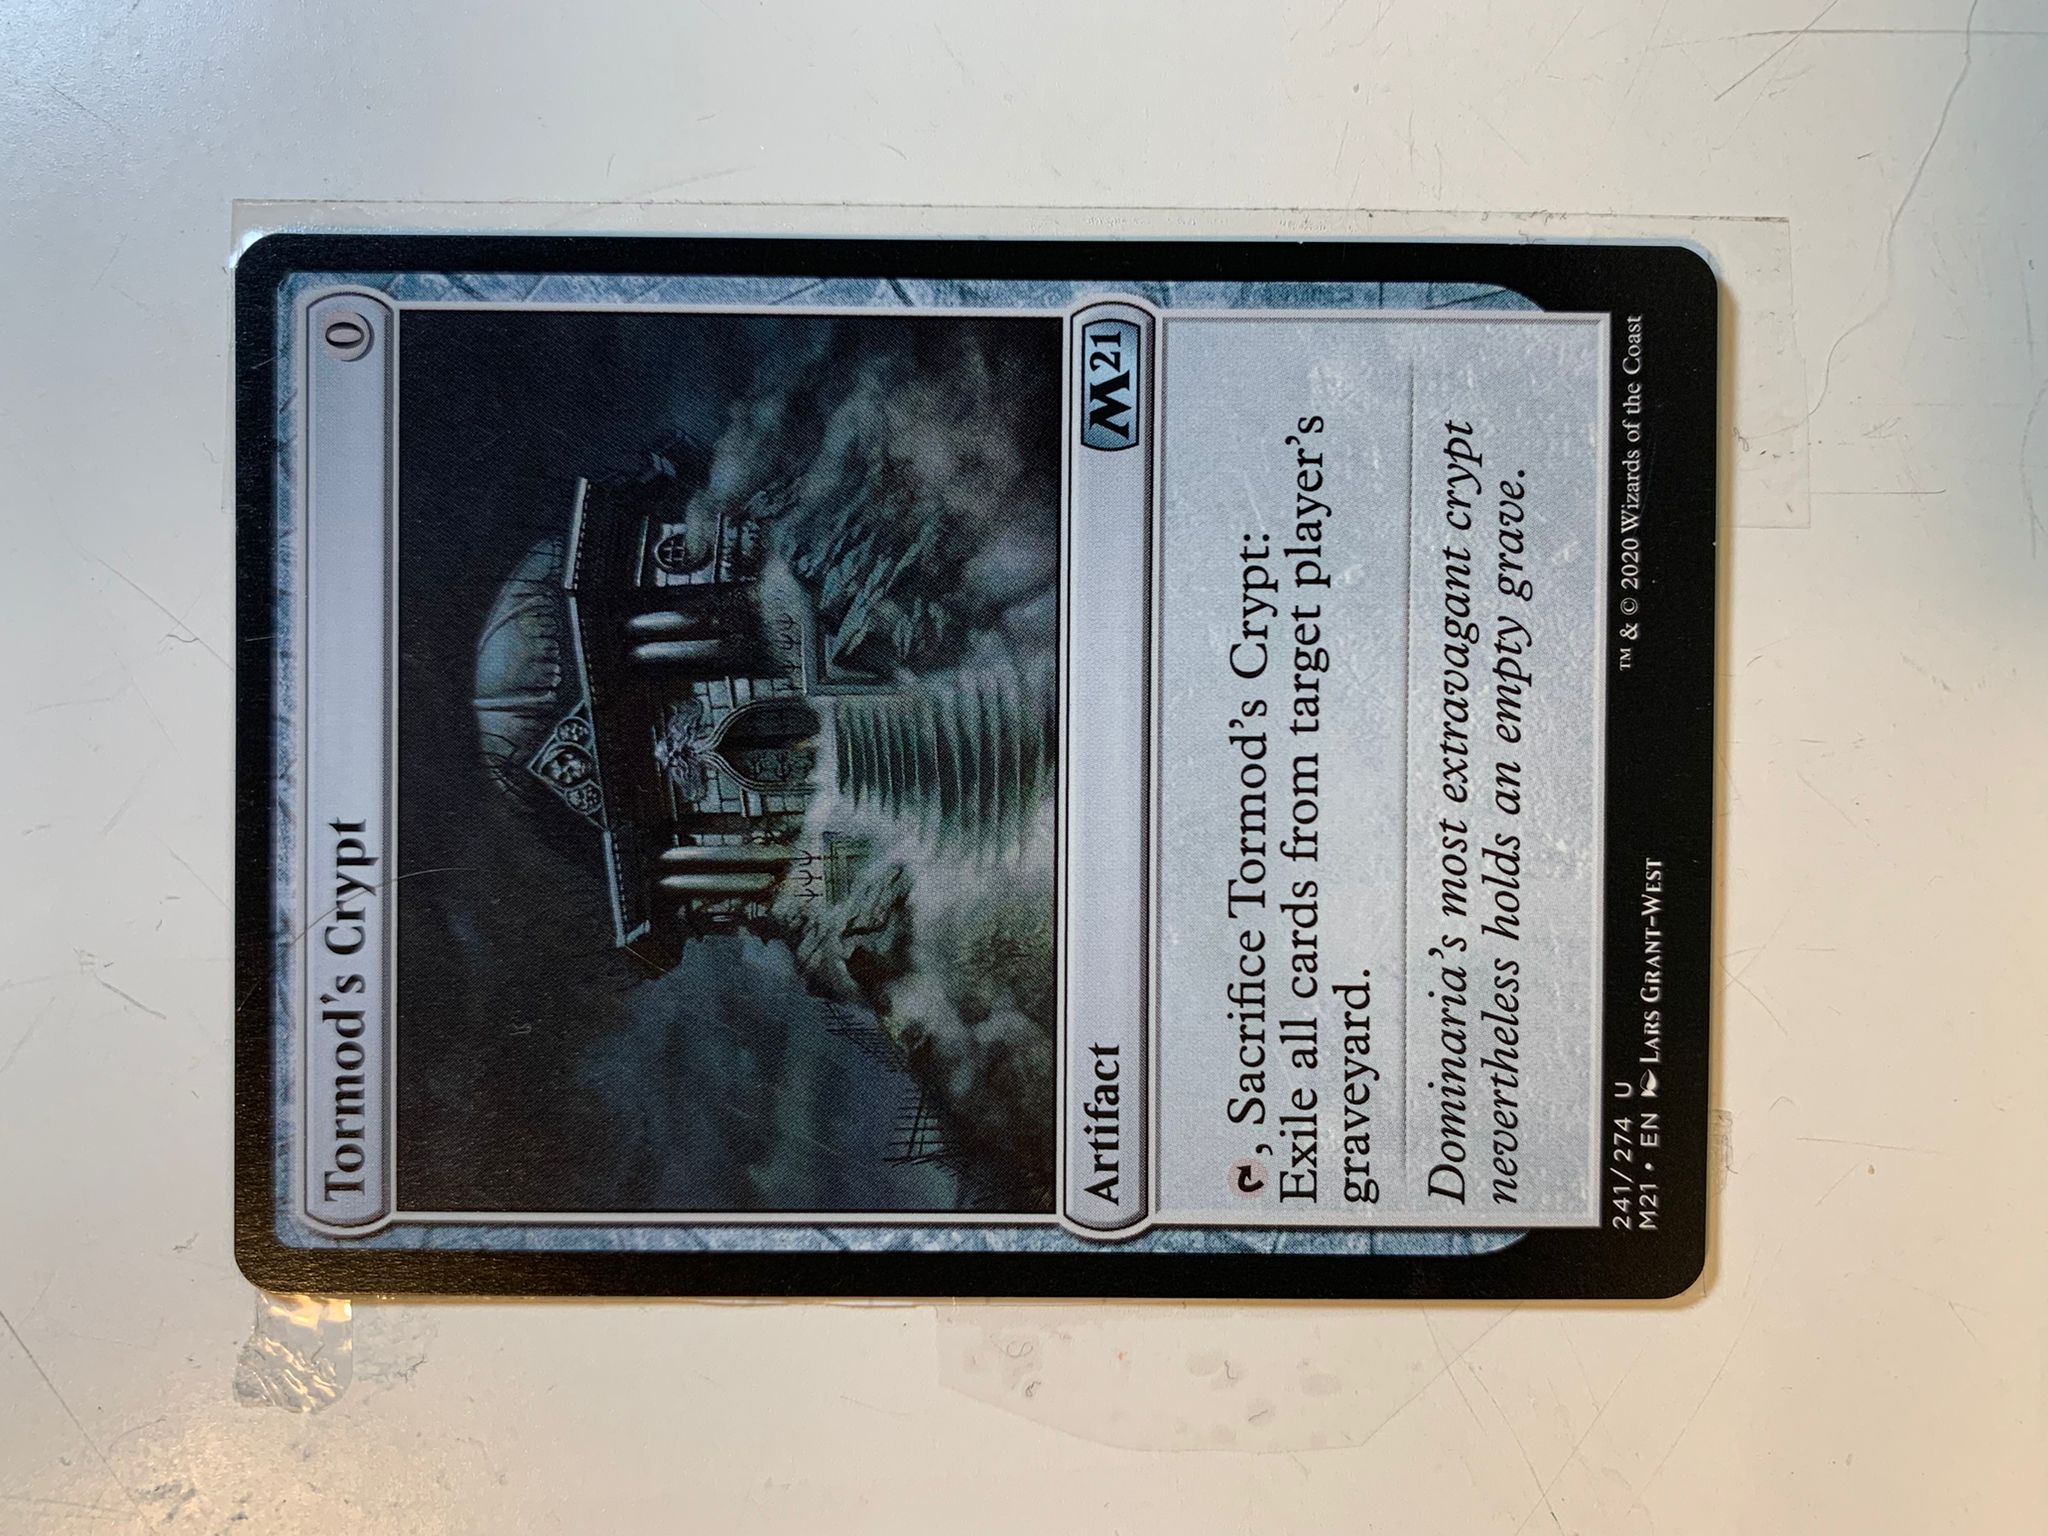 Tormod's Crypt 0
Artifact M21
, Sacrifice Tormod's Crypt:
Exile all cards from target player's
graveyard.
Dominaria's most extravagant crypt
nevertheless holds an empty grave.
241/274 U
M21 • EN LARS GRANT-WEST
™ & © 2020 Wizards of the Coast